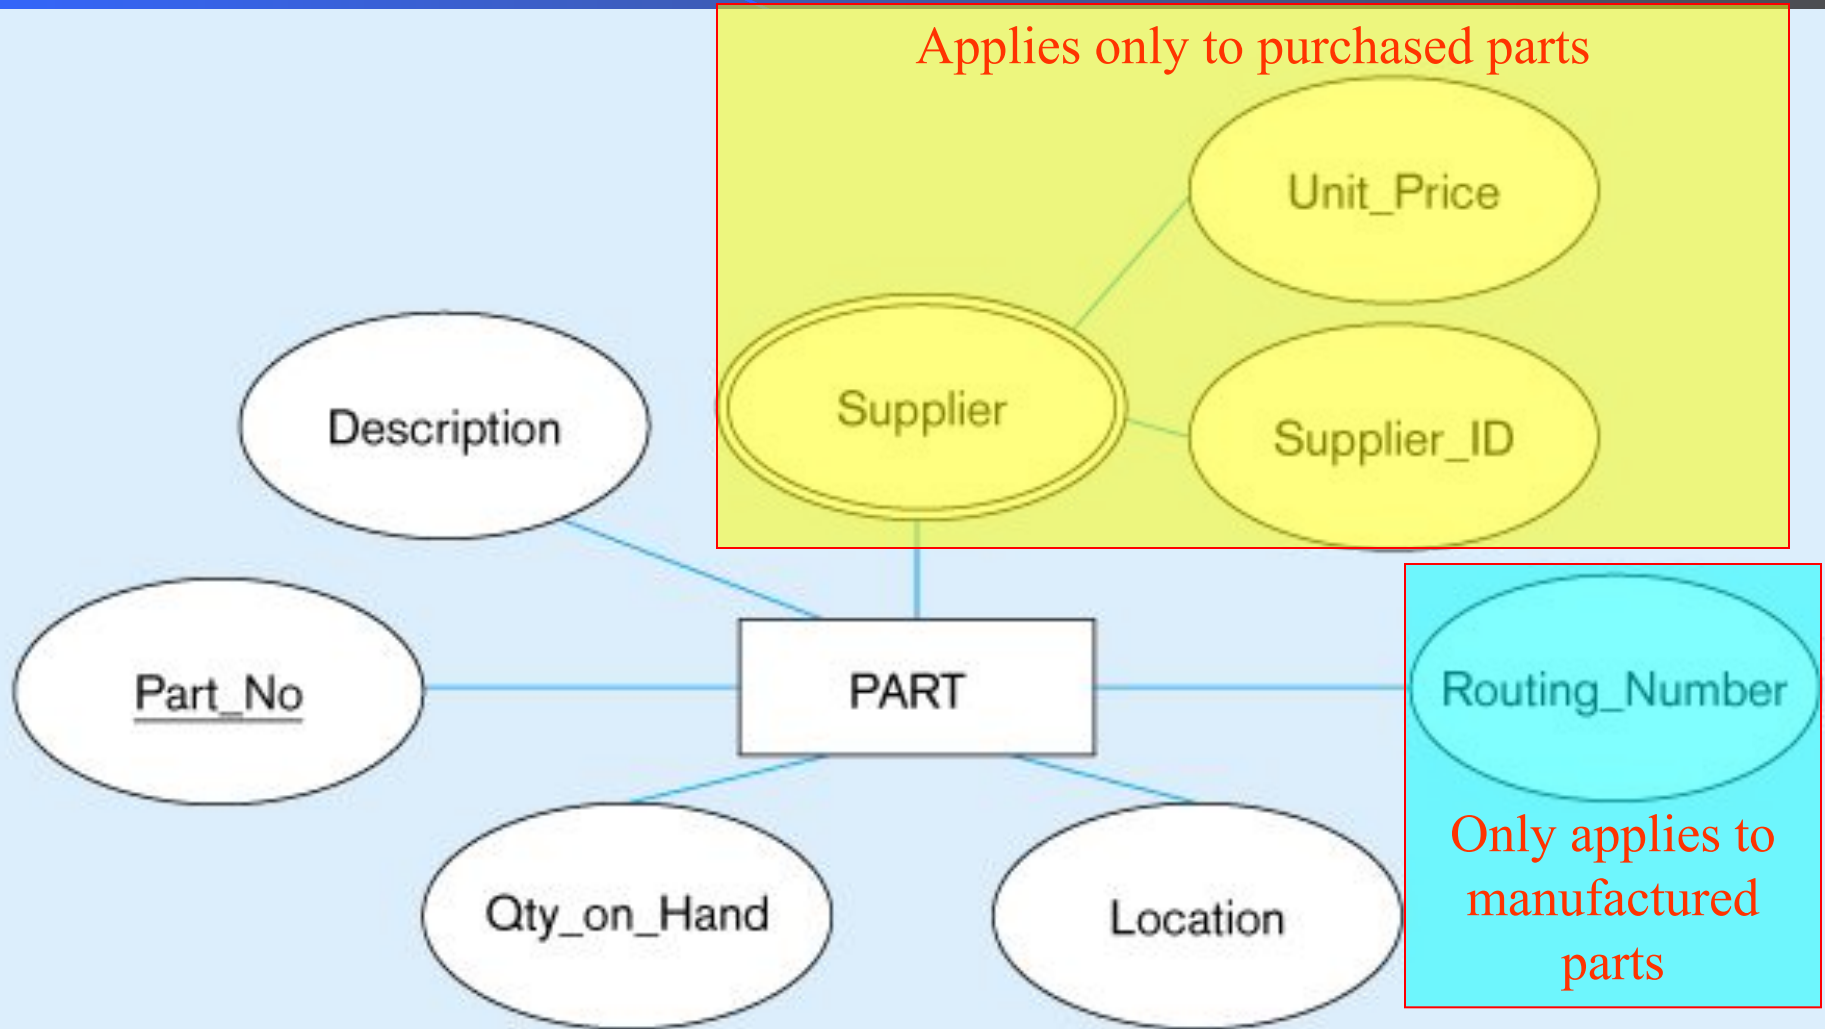 Applies only to purchased parts
Unit_Price
Supplier
Supplier_ID
Description
Part_No
PART
Routing_Number
Qty_on_Hand
Location
Only applies to
manufactured
parts